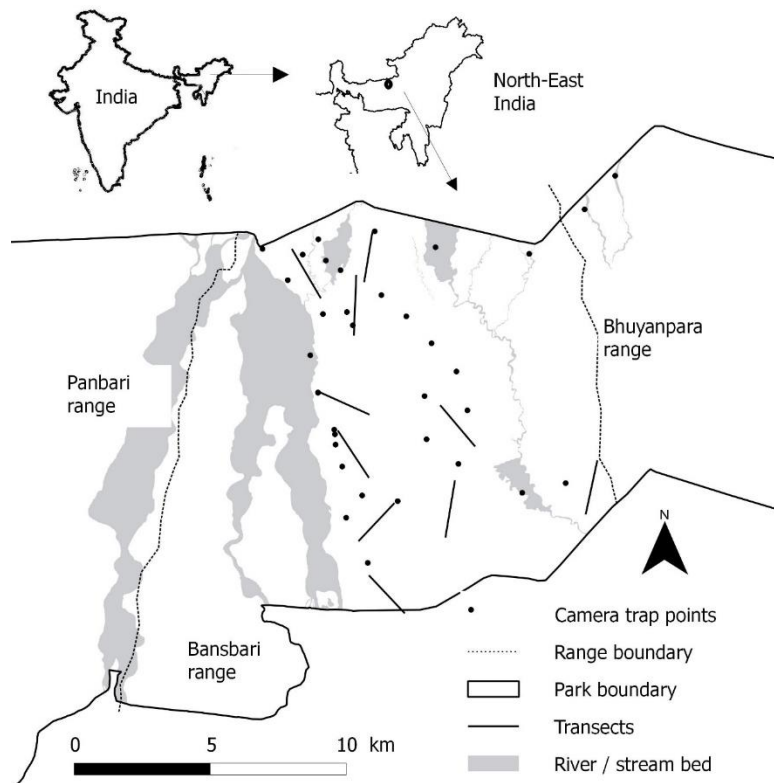 India
North-East
India
Bhuyanpara
range
Panbari
range
Bansbari
range
N
Camera trap points
Range boundary
Park boundary
Transects
River / stream bed
0 5 10 km